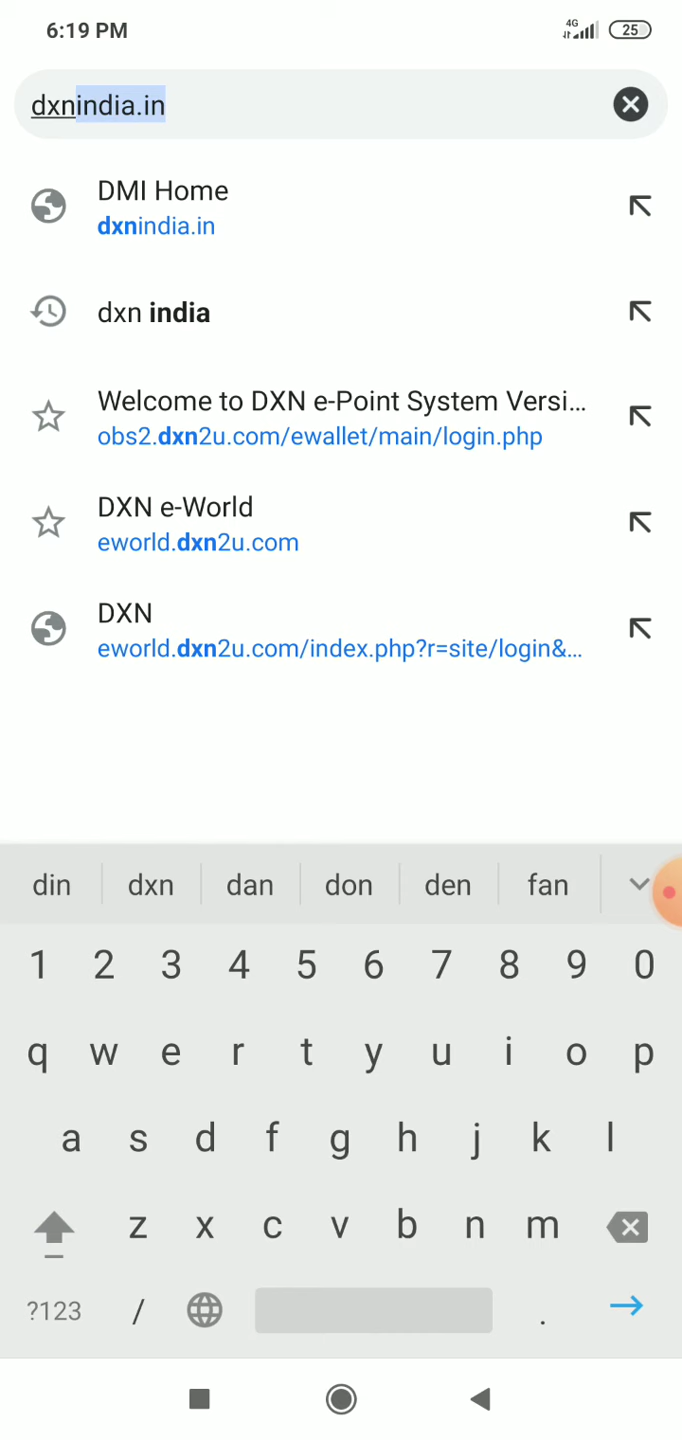 6:19 PM 4G 25
dxnindia.in
DMI Home
dxnindia.in
dxn india
Welcome to DXN e-Point System Versi...
obs2.dxn2u.com/ewallet/main/login.php
DXN e-World
eworld.dxn2u.com
DXN
eworld.dxn2u.com/index.php?r=site/login&...
din dxn dan don den fan
1 2 3 4 5 6 7 8 9 0
q w e r t y u i o p
a s d f g h j k l
z x c v b n m
?123 / .